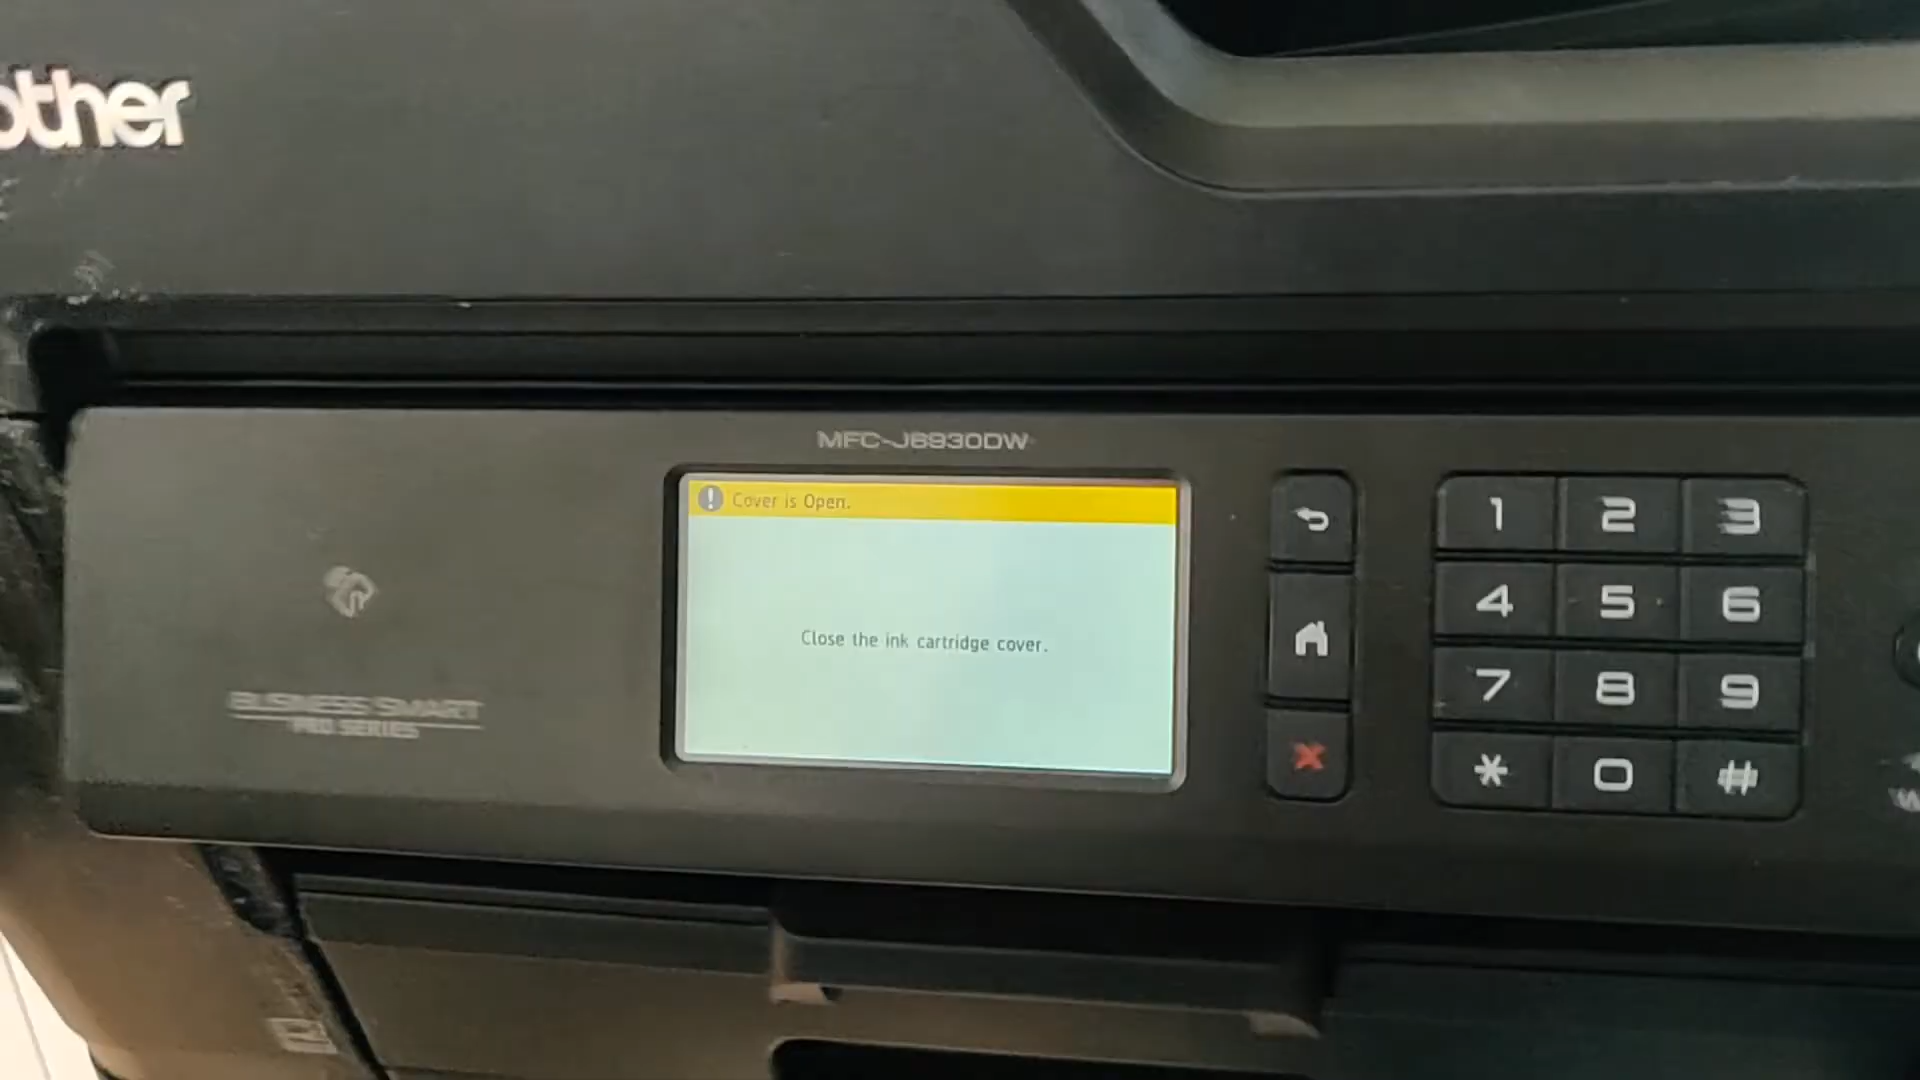 other
MFC-J6930DW
Cover is Open.
Close the ink cartridge cover.
BUSINESS SMART
PRO SERIES
1 2 3
4 5 6
7 8 9
* 0 #